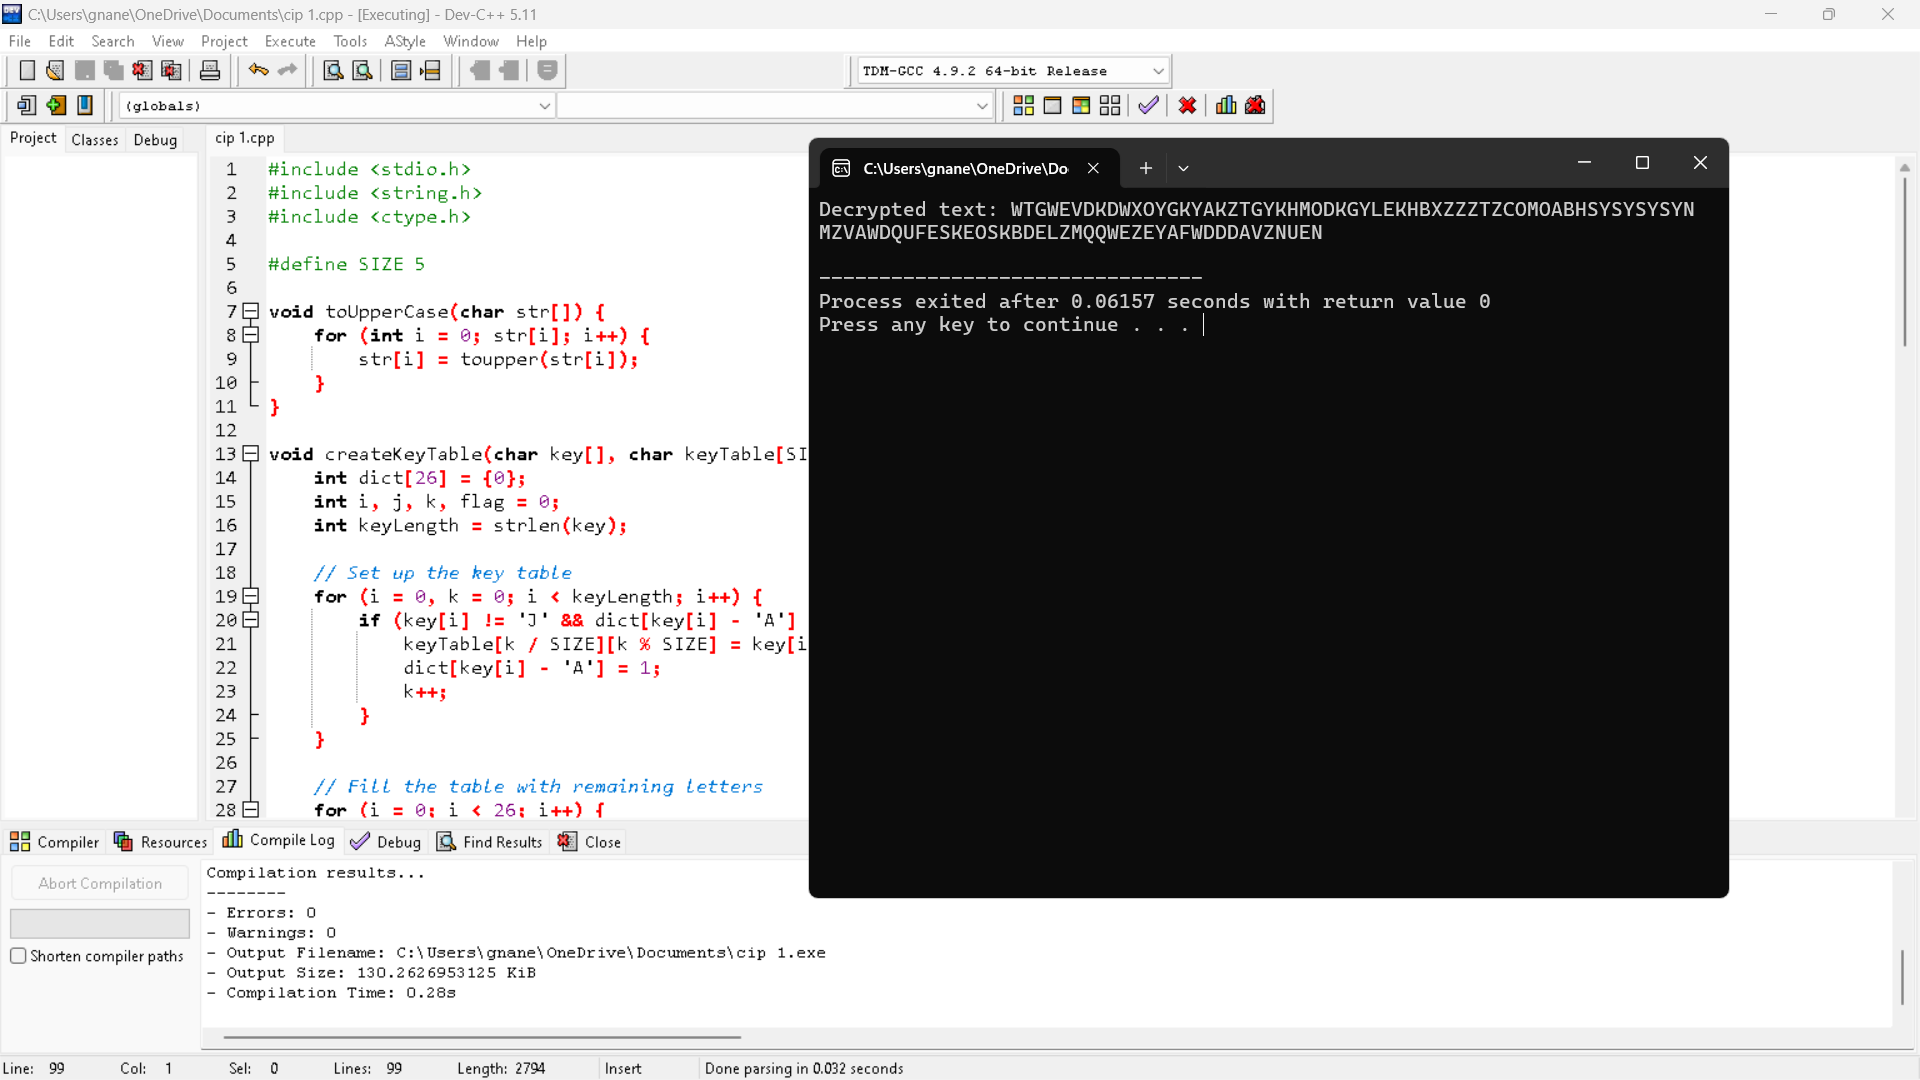 C:\Users\gnane\OneDrive\Documents\cip 1.cpp - [Executing] - Dev-C++ 5.11
File Edit Search View Project Execute Tools AStyle Window Help
TDM-GCC 4.9.2 64-bit Release
(globals)
Project Classes Debug
cip 1.cpp
1 #include <stdio.h>
2 #include <string.h>
3 #include <ctype.h>
4
5 #define SIZE 5
6
7 void toUpperCase(char str[]) {
8 for (int i = 0; str[i]; i++) {
9 str[i] = toupper(str[i]);
10 }
11 }
12
13 void createKeyTable(char key[], char keyTable[SI
14 int dict[26] = {0};
15 int i, j, k, flag = 0;
16 int keyLength = strlen(key);
17
18 // Set up the key table
19 for (i = 0, k = 0; i < keyLength; i++) {
20 if (key[i] != 'J' && dict[key[i] - 'A']
21 keyTable[k / SIZE][k % SIZE] = key[i
22 dict[key[i] - 'A'] = 1;
23 k++;
24 }
25 }
26
27 // Fill the table with remaining letters
28 for (i = 0; i < 26; i++) {
C:\Users\gnane\OneDrive\Do
Decrypted text: WTGWEVDKDWXOYGKYAKZTGYKHMODKGYLEKHBXZZZTZCOMOABHSYSYSYSYN
MZVAWDQUFESKEOSKBDELZMQQWEZEYAFWDDDAVZNUEN
--------------------------------
Process exited after 0.06157 seconds with return value 0
Press any key to continue . . .
Compiler Resources Compile Log Debug Find Results Close
Abort Compilation
Shorten compiler paths
Compilation results...
--------
- Errors: 0
- Warnings: 0
- Output Filename: C:\Users\gnane\OneDrive\Documents\cip 1.exe
- Output Size: 130.2626953125 KiB
- Compilation Time: 0.28s
Line: 99 Col: 1 Sel: 0 Lines: 99 Length: 2794 Insert Done parsing in 0.032 seconds